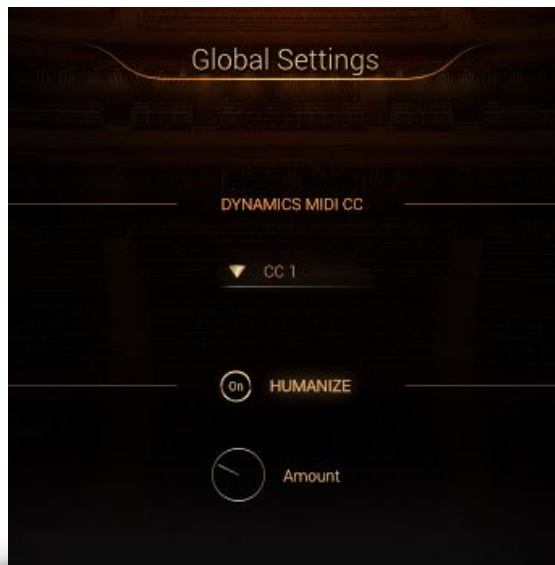 Global Settings
DYNAMICS MIDI CC
CC 1
On HUMANIZE
Amount